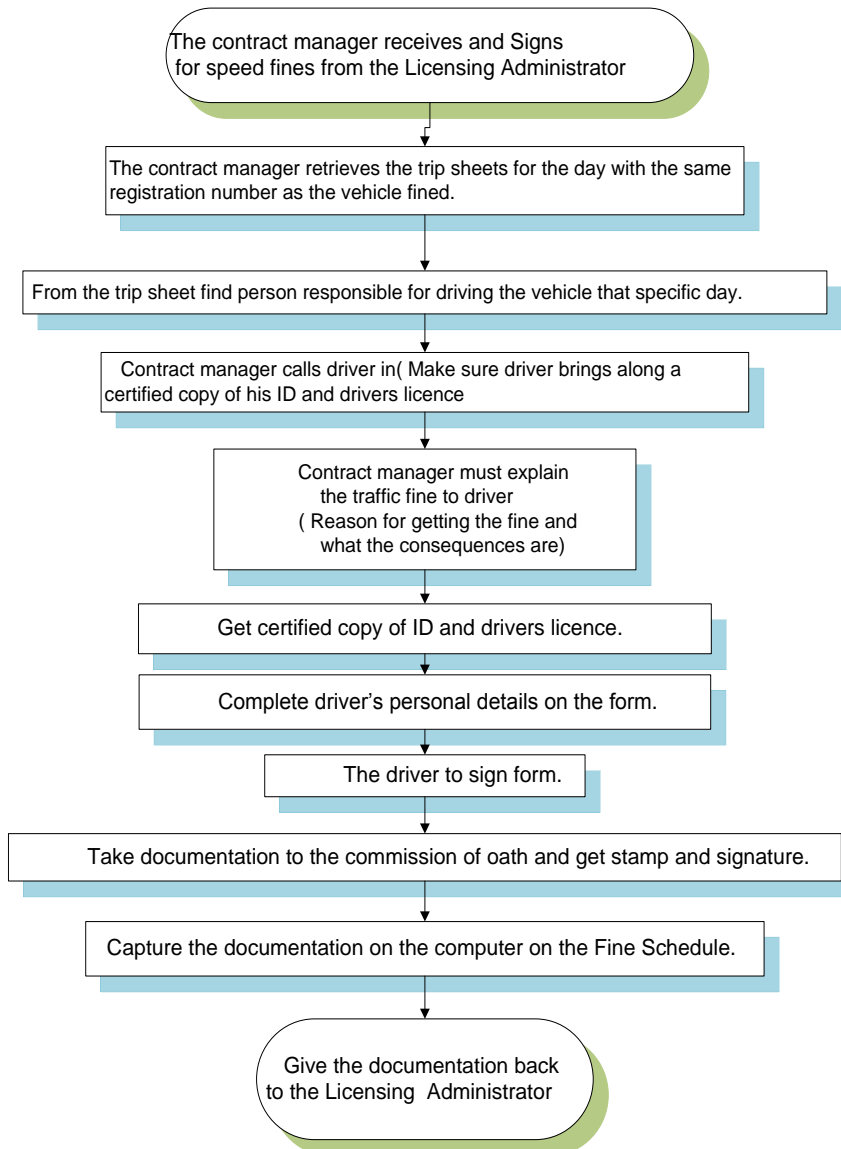 The contract manager receives and Signs
for speed fines from the Licensing Administrator
The contract manager retrieves the trip sheets for the day with the same
registration number as the vehicle fined.
From the trip sheet find person responsible for driving the vehicle that specific day.
Contract manager calls driver in( Make sure driver brings along a
certified copy of his ID and drivers licence
Contract manager must explain
the traffic fine to driver
( Reason for getting the fine and
what the consequences are)
Get certified copy of ID and drivers licence.
Complete driver’s personal details on the form.
The driver to sign form.
Take documentation to the commission of oath and get stamp and signature.
Capture the documentation on the computer on the Fine Schedule.
Give the documentation back
to the Licensing Administrator